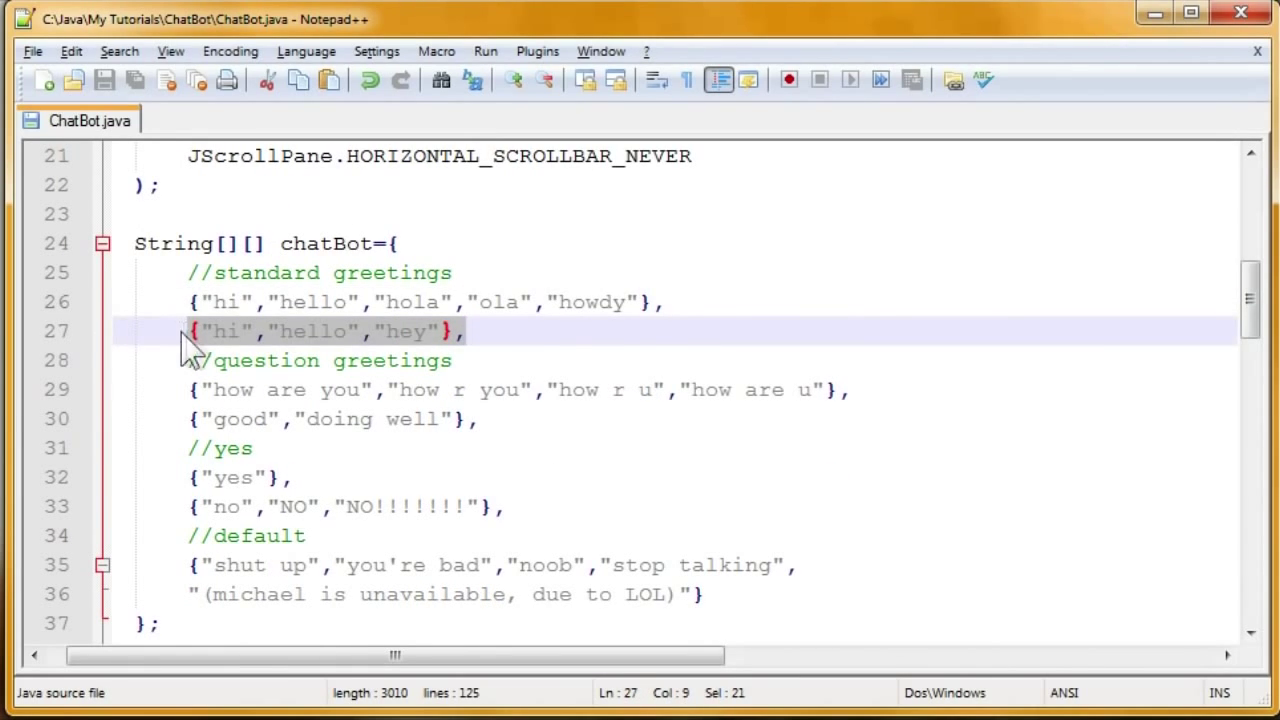 C:\Java\My Tutorials\ChatBot\ChatBot.java - Notepad++
File Edit Search View Encoding Language Settings Macro Run Plugins Window ? X
ABC
ChatBot.java
21 JScrollPane.HORIZONTAL_SCROLLBAR_NEVER
22 );
23
24 String[][] chatBot={
25 //standard greetings
26 {"hi","hello","hola","ola","howdy"},
27 {"hi","hello","hey"},
28 //question greetings
29 {"how are you","how r you","how r u","how are u"},
30 {"good","doing well"},
31 //yes
32 {"yes"},
33 {"no","NO","NO!!!!!!!"},
34 //default
35 {"shut up","you're bad","noob","stop talking",
36 "(michael is unavailable, due to LOL)"}
37 };
Java source file length : 3010 lines : 125 Ln : 27 Col : 9 Sel : 21 Dos\Windows ANSI INS